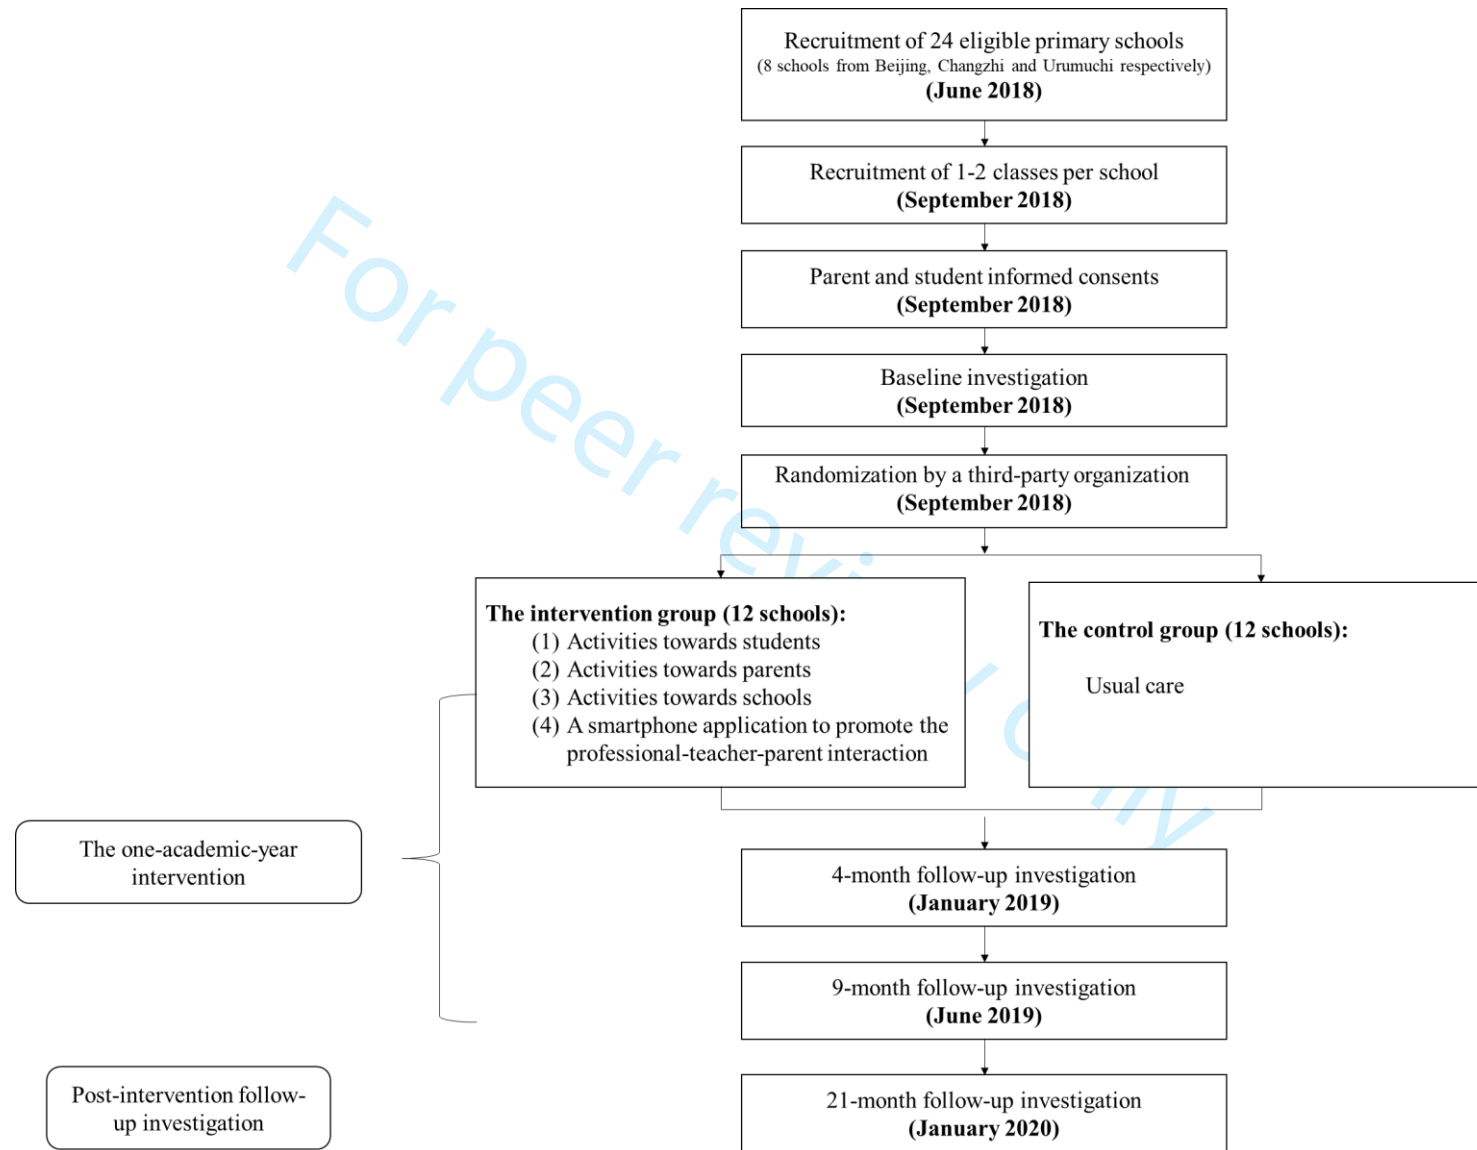 Recruitment of 24 eligible primary schools
(8 schools from Beijing, Changzhi and Urumuchi respectively)
(June 2018)
Recruitment of 1-2 classes per school
(September 2018)
Parent and student informed consents
(September 2018)
Baseline investigation
(September 2018)
Randomization by a third-party organization
(September 2018)
The intervention group (12 schools):
(1) Activities towards students
(2) Activities towards parents
(3) Activities towards schools
(4) A smartphone application to promote the
professional-teacher-parent interaction
The control group (12 schools):
Usual care
The one-academic-year
intervention
4-month follow-up investigation
(January 2019)
9-month follow-up investigation
(June 2019)
Post-intervention follow-
up investigation
21-month follow-up investigation
(January 2020)
For peer review only